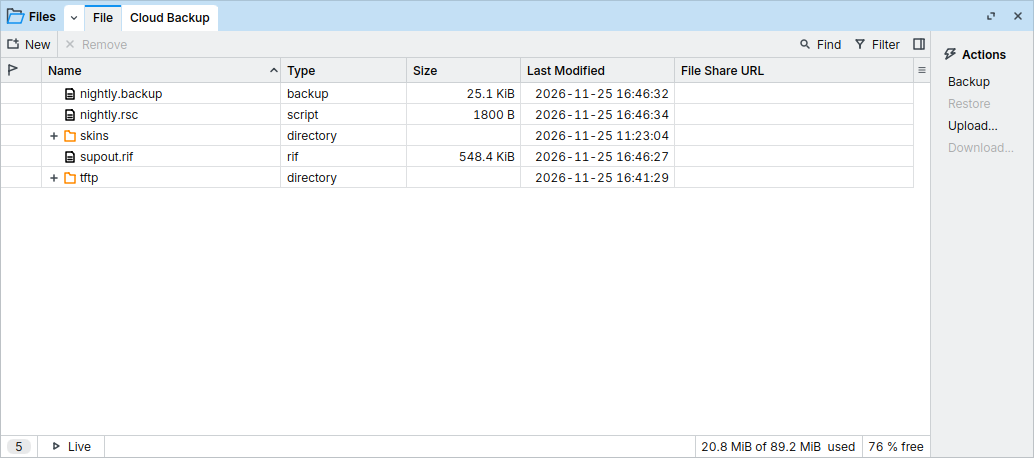 Files File Cloud Backup
New Remove Find Filter
Name Type Size Last Modified File Share URL
nightly.backup backup 25.1 KiB 2026-11-25 16:46:32
nightly.rsc script 1800 B 2026-11-25 16:46:34
skins directory 2026-11-25 11:23:04
supout.rif rif 548.4 KiB 2026-11-25 16:46:27
tftp directory 2026-11-25 16:41:29
Actions
Backup
Restore
Upload...
Download...
5 Live 20.8 MiB of 89.2 MiB used 76 % free